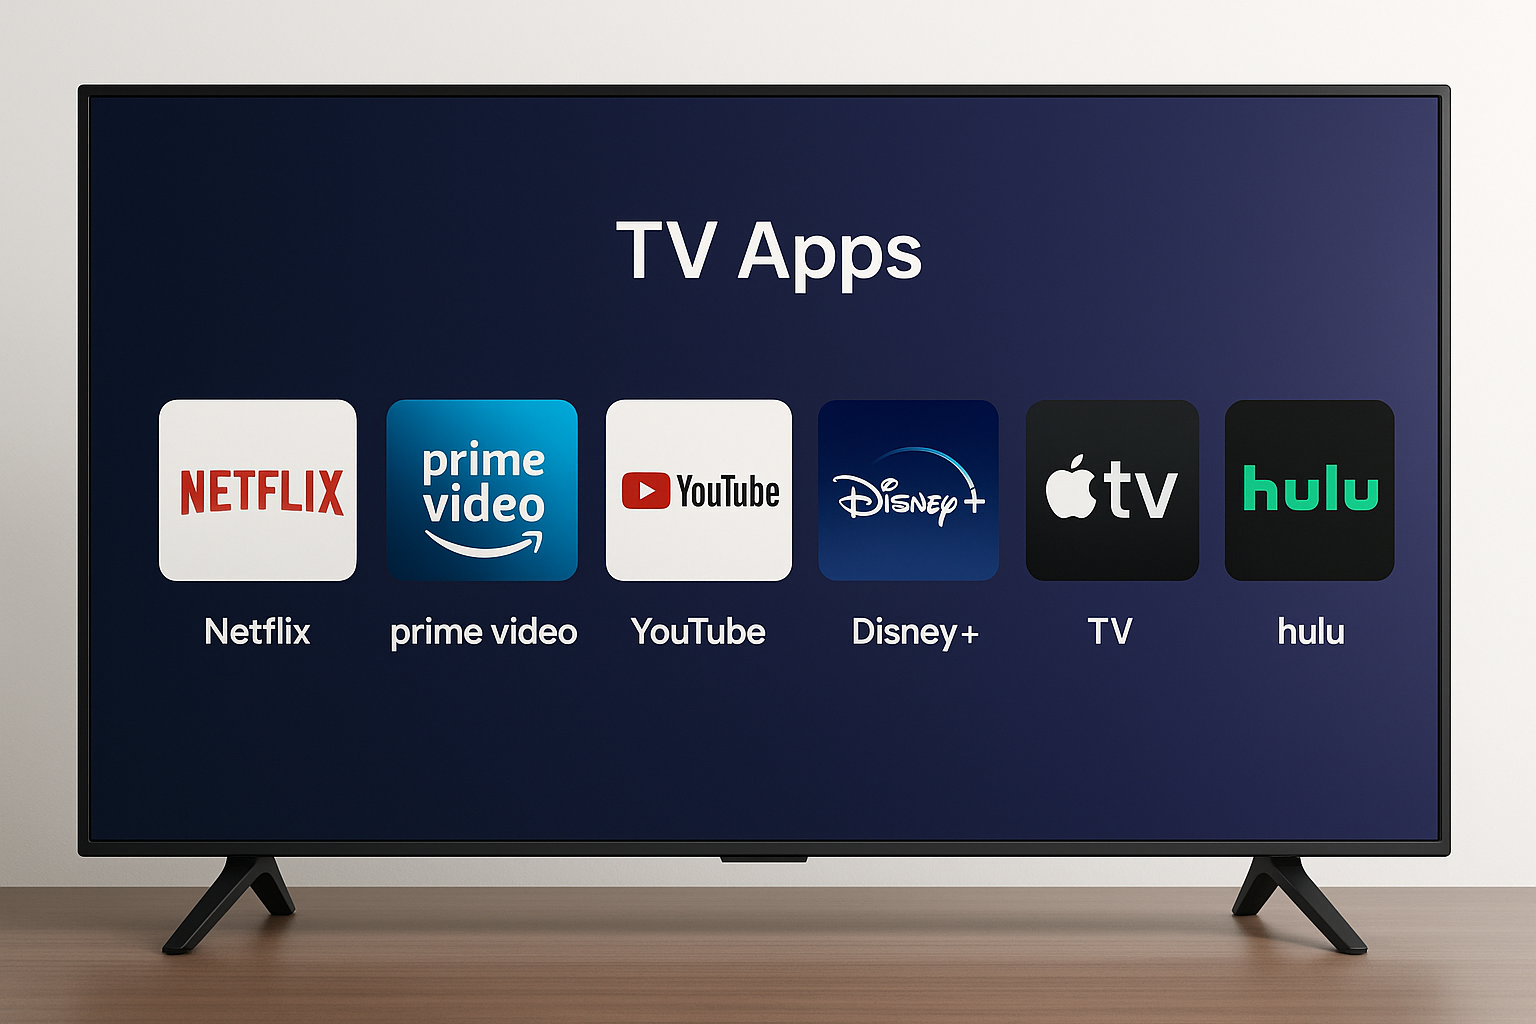 TV Apps
NETFLIX
prime
video
YouTube
Disney+
tv
hulu
Netflix
prime video
YouTube
Disney+
TV
hulu